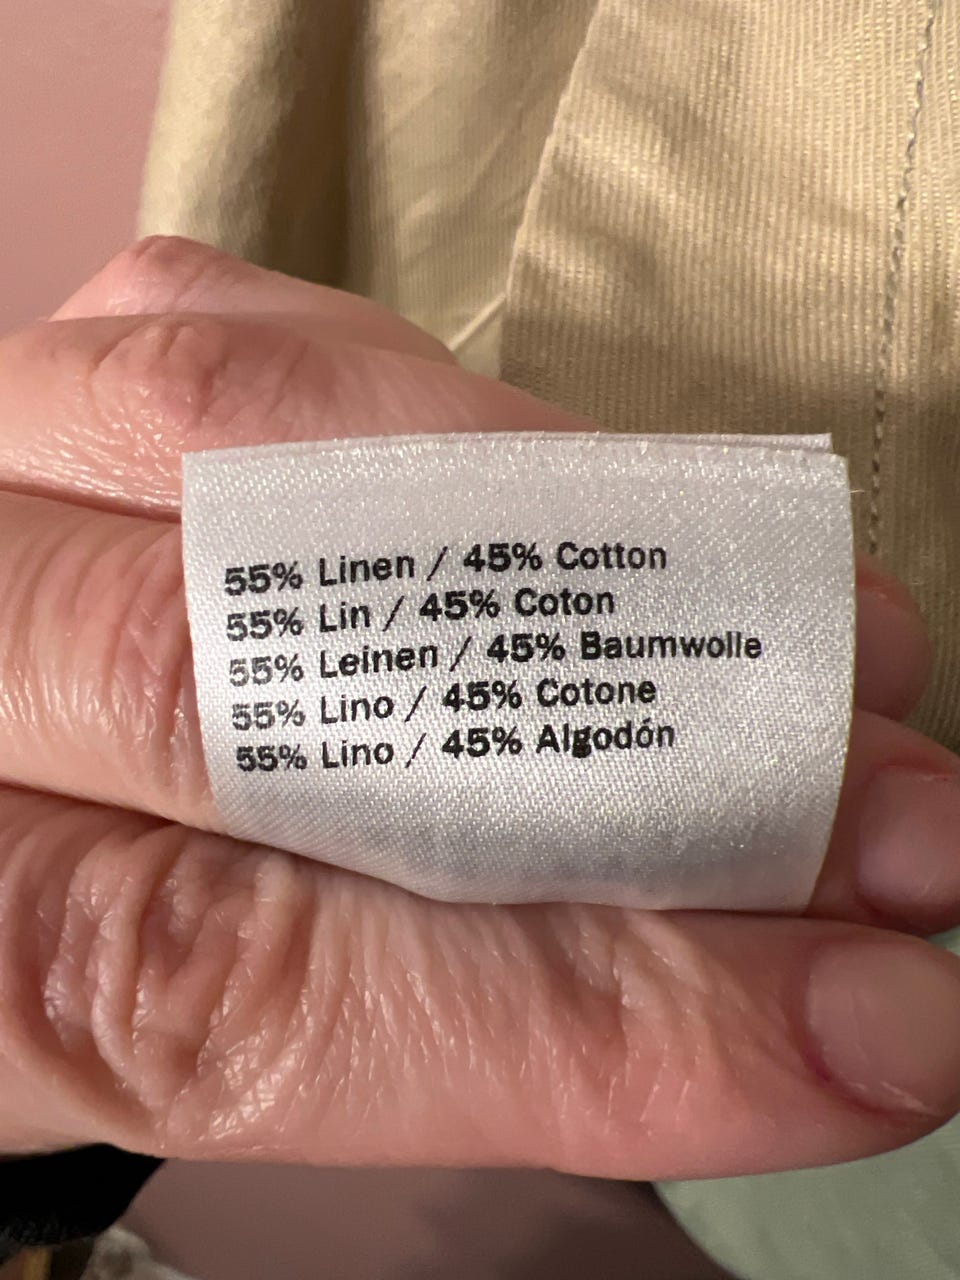 55% Linen / 45% Cotton
55% Lin / 45% Coton
55% Leinen / 45% Baumwolle
55% Lino / 45% Cotone
55% Lino / 45% Algodón